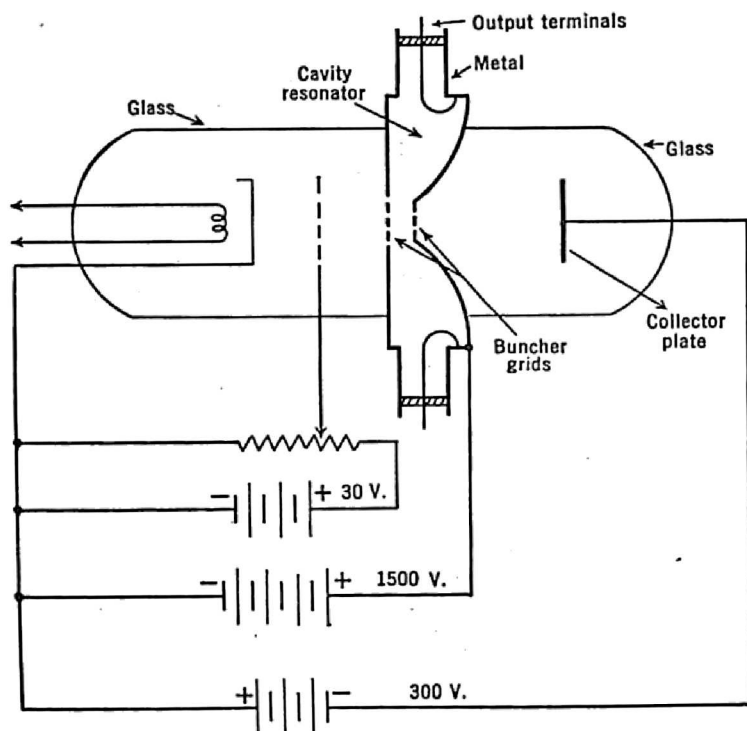 Output terminals
Metal
Cavity
resonator
Glass
Glass
Collector
plate
Buncher
grids
- + 30 V.
- + 1500 V.
+ - 300 V.